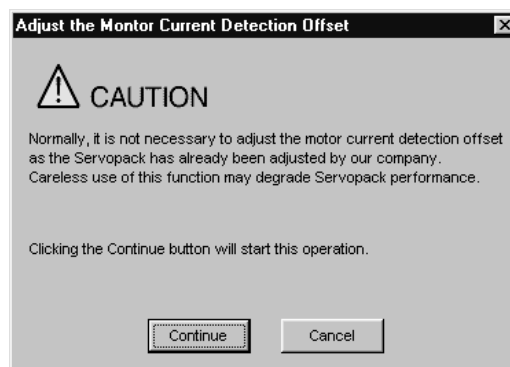 Adjust the Montor Current Detection Offset
CAUTION
Normally, it is not necessary to adjust the motor current detection offset
as the Servopack has already been adjusted by our company.
Careless use of this function may degrade Servopack performance.
Clicking the Continue button will start this operation.
Continue
Cancel